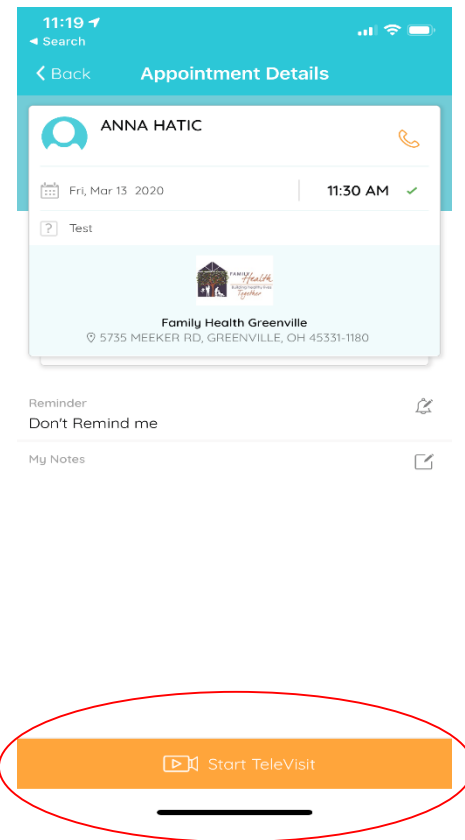 11:19
◄ Search
Back
Appointment Details
ANNA HATIC
Fri, Mar 13 2020
11:30 AM
? Test
FAMILY Health
Building Healthy Lives
Together
Family Health Greenville
5735 MEEKER RD, GREENVILLE, OH 45331-1180
Reminder
Don't Remind me
My Notes
Start TeleVisit